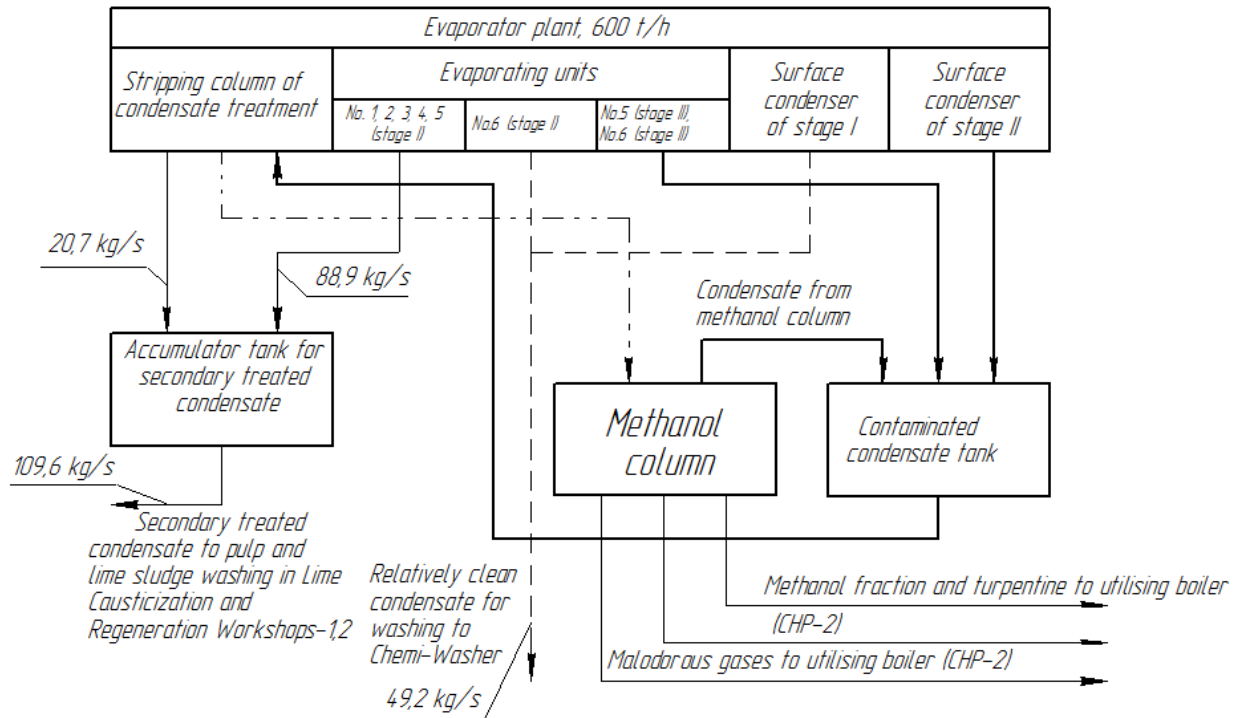 Evaporator plant, 600 t/h
Stripping column of
condensate treatment
Evaporating units
No. 1, 2, 3, 4, 5
(stage I)
No.6 (stage I)
No.5 (stage II),
No.6 (stage II)
Surface
condenser
of stage I
Surface
condenser
of stage II
20,7 kg/s
88,9 kg/s
Condensate from
methanol column
Accumulator tank for
secondary treated
condensate
Methanol
column
Contaminated
condensate tank
109,6 kg/s
Secondary treated
condensate to pulp and
lime sludge washing in Lime
Causticization and
Regeneration Workshops-1,2
Relatively clean
condensate for
washing to
Chemi-Washer
49,2 kg/s
Methanol fraction and turpentine to utilising boiler
(CHP-2)
Malodorous gases to utilising boiler (CHP-2)